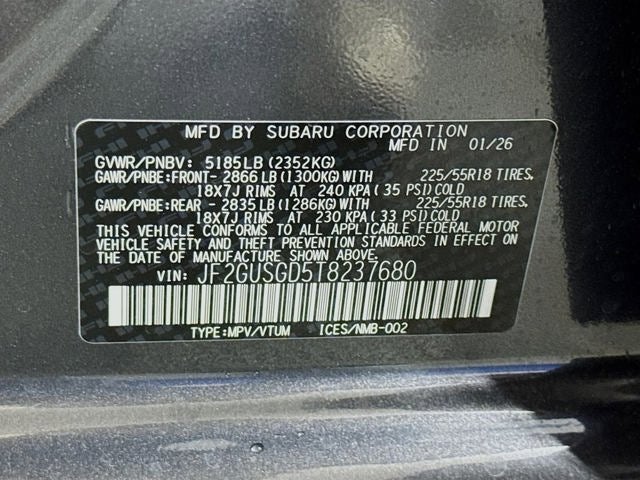 MFD BY SUBARU CORPORATION
MFD IN 01/26
GVWR/PNBV: 5185LB (2352KG)
GAWR/PNBE:FRONT- 2866 LB (1300KG) WITH 225/55R18 TIRES,
18X7J RIMS AT 240 KPA (35 PSI) COLD
GAWR/PNBE:REAR - 2835 LB (1286KG) WITH 225/55R18 TIRES,
18X7J RIMS AT 230 KPA (33 PSI) COLD
THIS VEHICLE CONFORMS TO ALL APPLICABLE FEDERAL MOTOR
VEHICLE SAFETY AND THEFT PREVENTION STANDARDS IN EFFECT ON
THE DATE OF MANUFACTURE SHOWN ABOVE.
VIN: JF2GUSGD5T8237680
TYPE:MPV/VTUM ICES/NMB-002